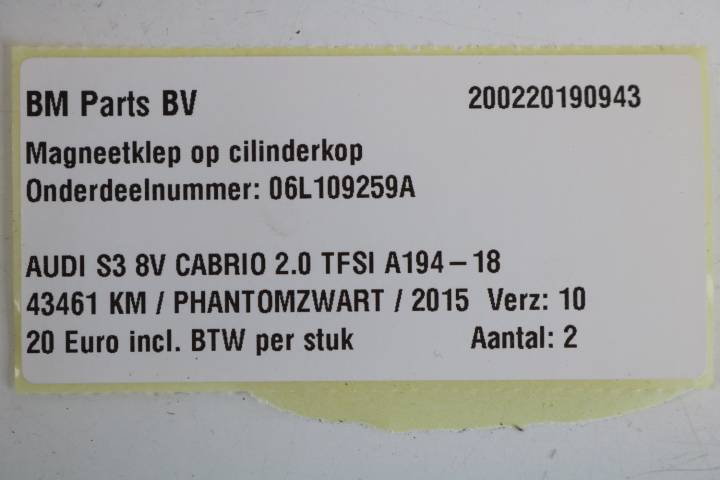 BM Parts BV 200220190943
Magneetklep op cilinderkop
Onderdeelnummer: 06L109259A
AUDI S3 8V CABRIO 2.0 TFSI A194-18
43461 KM / PHANTOMZWART / 2015 Verz: 10
20 Euro incl. BTW per stuk Aantal: 2